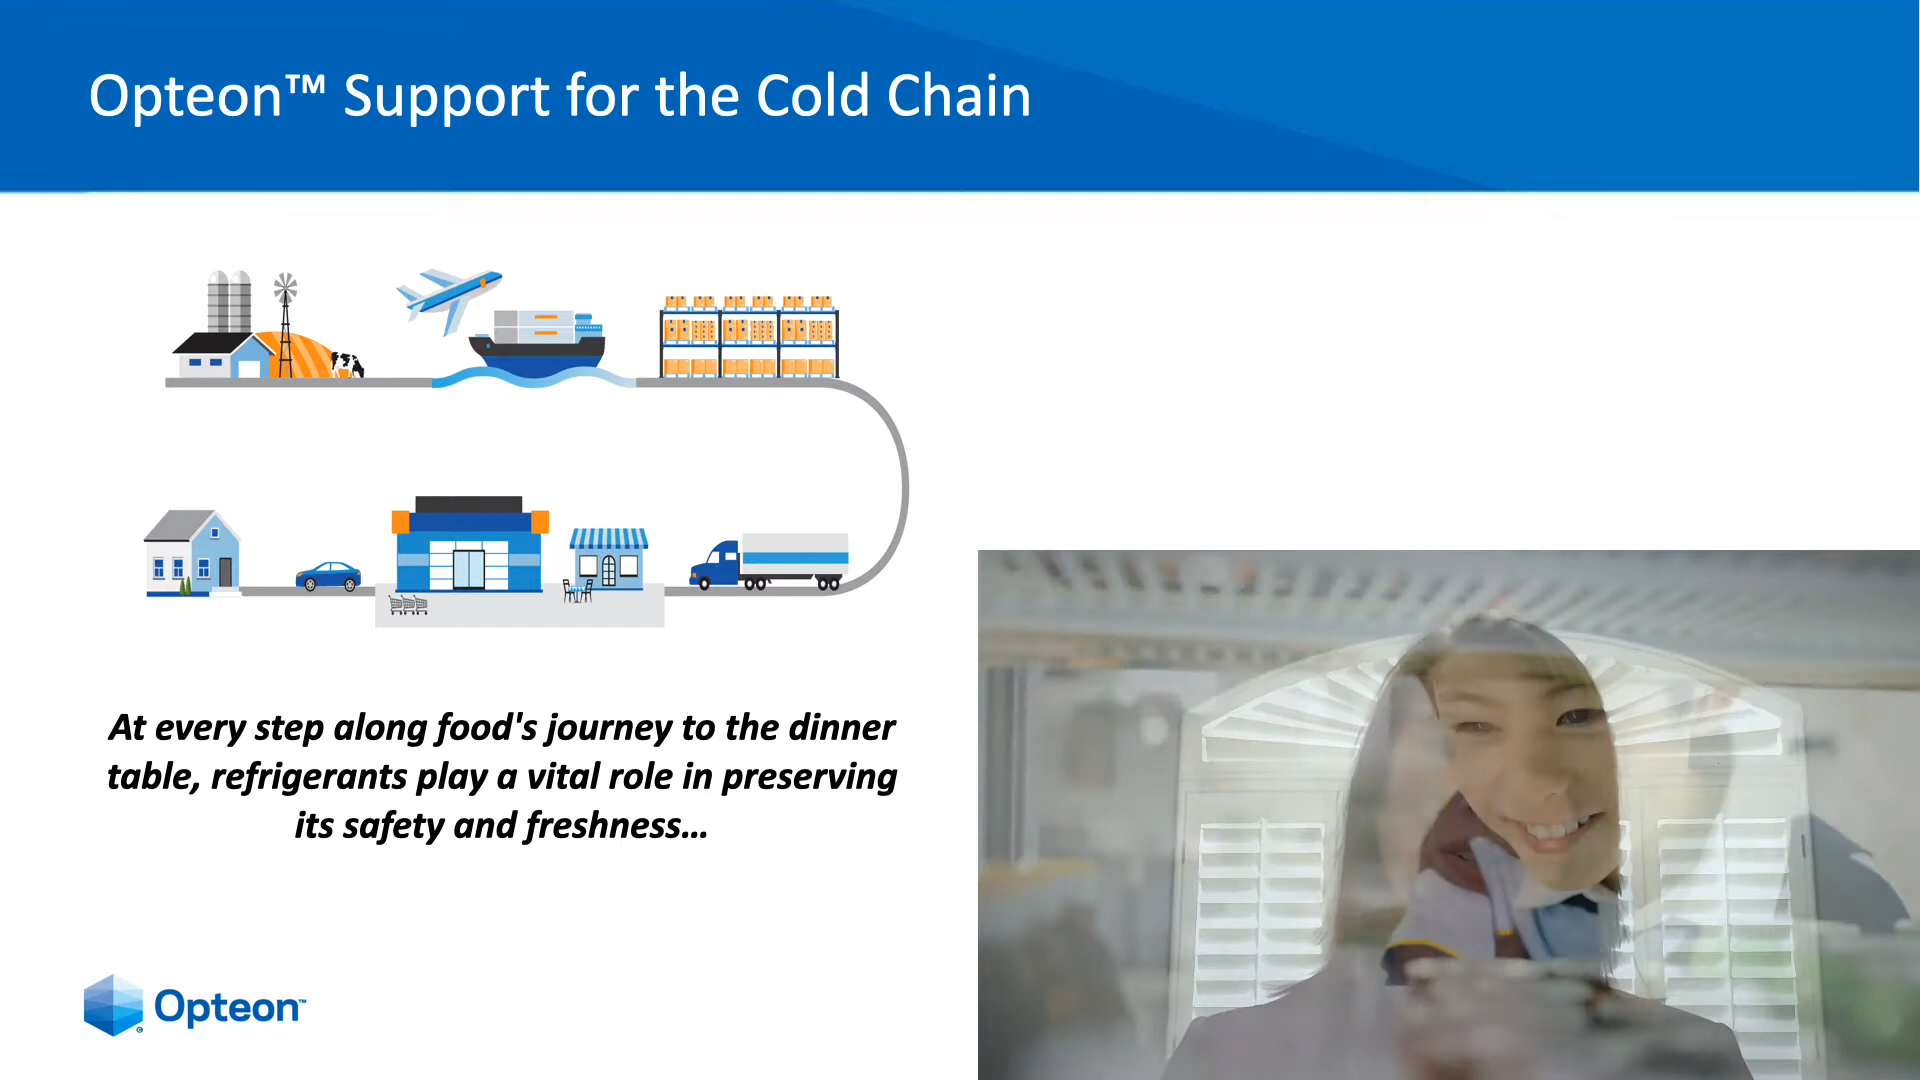 Opteon™ Support for the Cold Chain
At every step along food's journey to the dinner
table, refrigerants play a vital role in preserving
its safety and freshness...
Opteon™